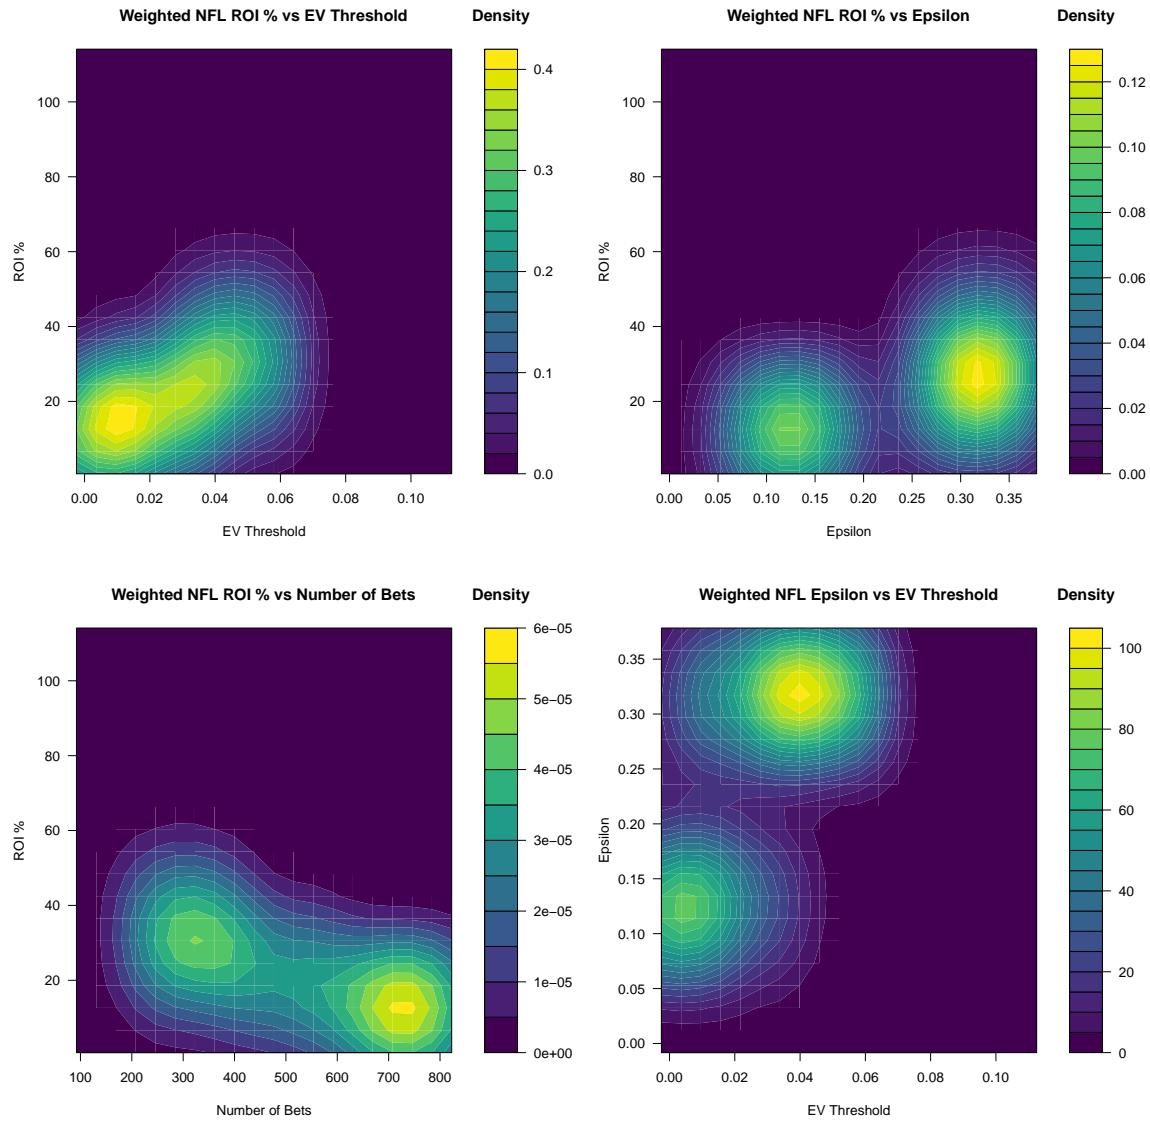 Weighted NFL ROI % vs EV Threshold
Density
ROI %
100
80
60
40
20
0.00 0.02 0.04 0.06 0.08 0.10
EV Threshold
0.4
0.3
0.2
0.1
0.0
Weighted NFL ROI % vs Epsilon
Density
ROI %
100
80
60
40
20
0.00 0.05 0.10 0.15 0.20 0.25 0.30 0.35
Epsilon
0.12
0.10
0.08
0.06
0.04
0.02
0.00
Weighted NFL ROI % vs Number of Bets
Density
ROI %
100
80
60
40
20
100 200 300 400 500 600 700 800
Number of Bets
6e−05
5e−05
4e−05
3e−05
2e−05
1e−05
0e+00
Weighted NFL Epsilon vs EV Threshold
Density
Epsilon
0.35
0.30
0.25
0.20
0.15
0.10
0.05
0.00
0.00 0.02 0.04 0.06 0.08 0.10
EV Threshold
100
80
60
40
20
0